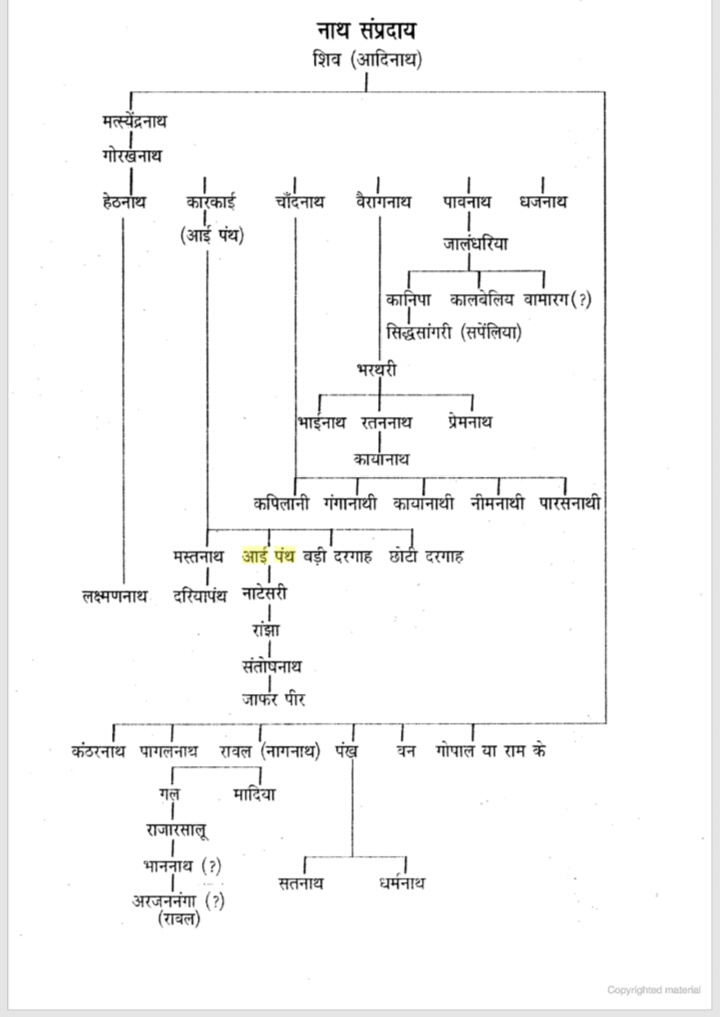 नाथ संप्रदाय
शिव (आदिनाथ)
मत्स्येंद्रनाथ
गोरखनाथ
हेठनाथ कारकाई चाँदनाथ वैरागनाथ पावनाथ धजनाथ
(आई पंथ) जालंधरिया
कानिपा कालवेलिय वामारग (?)
सिद्धसांगरी (सपेंलिया)
भरथरी
भाईनाथ रतननाथ प्रेमनाथ
कायानाथ
कपिलानी गंगानाथी कायानाथी नीमनाथी पारसनाथी
मस्तनाथ आई पंथ वड़ी दरगाह छोटी दरगाह
लक्ष्मणनाथ दरियापंथ नाटेसरी
रांझा
संतोषनाथ
जाफर पीर
कंठरनाथ पागलनाथ रावल (नागनाथ) पंख वन गोपाल या राम के
गल मादिया
राजारसालू
भाननाथ (?)
सतनाथ धर्मनाथ
अरजननंगा (?)
(रावल)
Copyrighted material